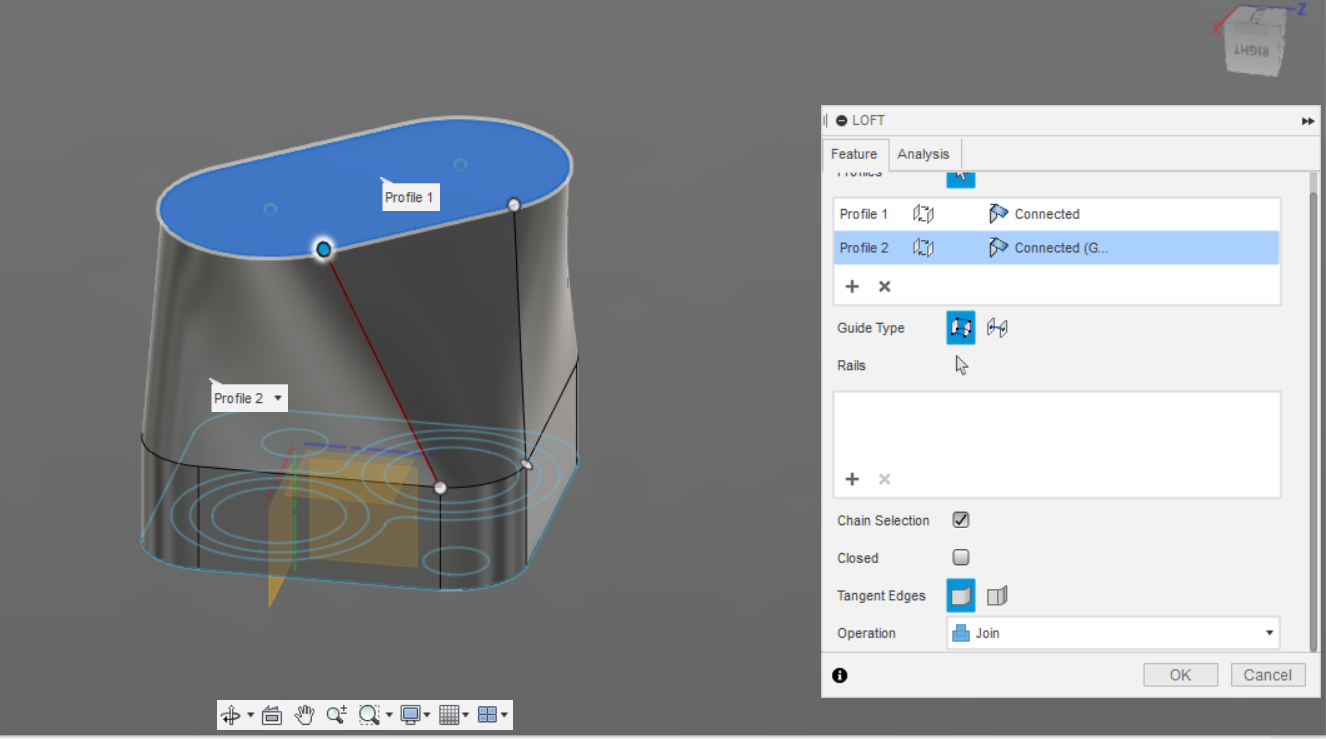 Z
X
RIGHT
LOFT
Feature
Analysis
Profiles
Profile 1
Connected
Profile 2
Connected (G...
Guide Type
Rails
Chain Selection
Closed
Tangent Edges
Operation
Join
OK
Cancel
Profile 1
Profile 2